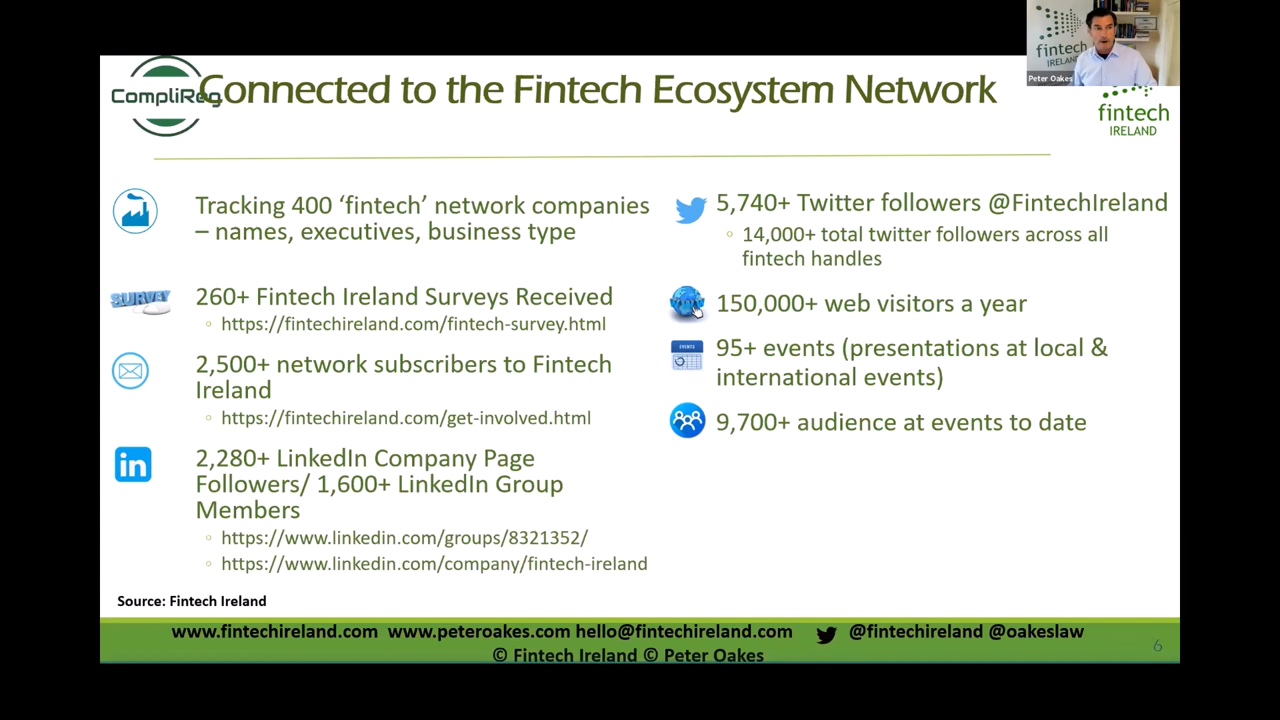 fintech
IRELAND
Peter Oakes
CompliReg
Connected to the Fintech Ecosystem Network
fintech
IRELAND
Tracking 400 ‘fintech’ network companies
– names, executives, business type
SURVEY
260+ Fintech Ireland Surveys Received
https://fintechireland.com/fintech-survey.html
2,500+ network subscribers to Fintech
Ireland
https://fintechireland.com/get-involved.html
in
2,280+ LinkedIn Company Page
Followers/ 1,600+ LinkedIn Group
Members
https://www.linkedin.com/groups/8321352/
https://www.linkedin.com/company/fintech-ireland
5,740+ Twitter followers @FintechIreland
14,000+ total twitter followers across all
fintech handles
150,000+ web visitors a year
EVENTS
95+ events (presentations at local &
international events)
9,700+ audience at events to date
Source: Fintech Ireland
www.fintechireland.com www.peteroakes.com hello@fintechireland.com @fintechireland @oakeslaw
© Fintech Ireland © Peter Oakes
6